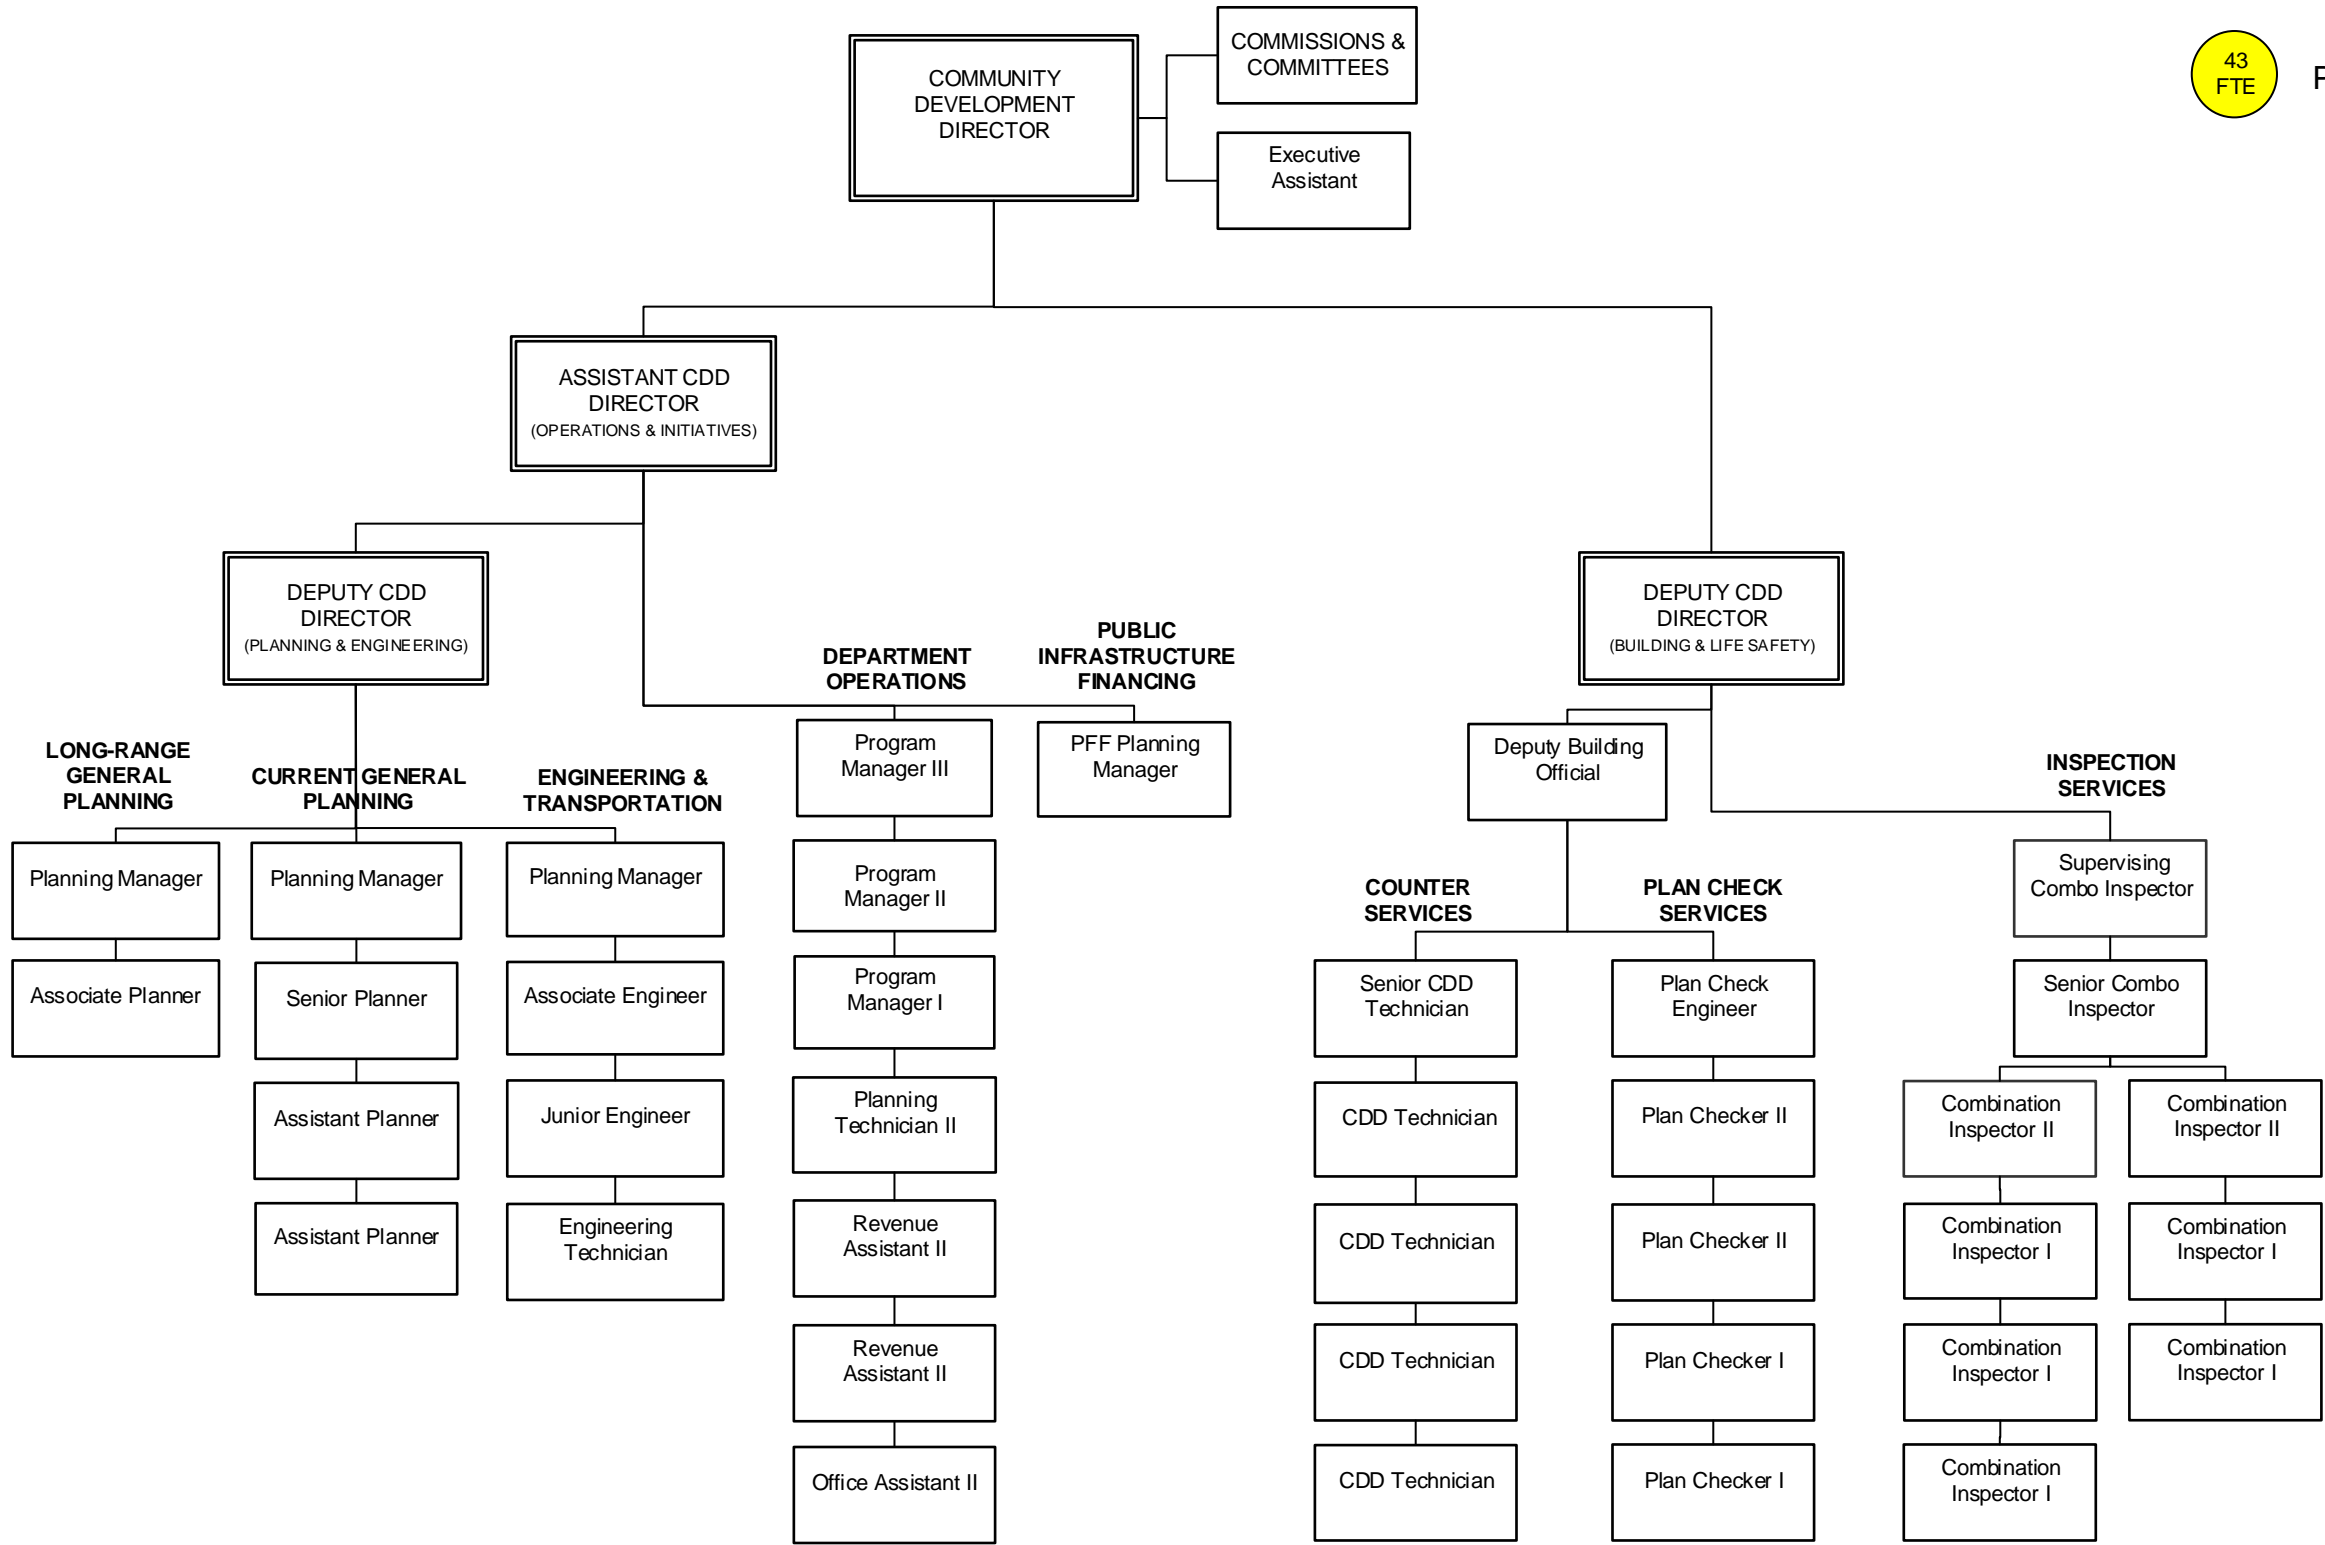 COMMISSIONS &
COMMITTEES
COMMUNITY
DEVELOPMENT
DIRECTOR
Executive
Assistant
43
FTE
P
ASSISTANT CDD
DIRECTOR
(OPERATIONS & INITIATIVES)
DEPUTY CDD
DIRECTOR
(PLANNING & ENGINEERING)
DEPUTY CDD
DIRECTOR
(BUILDING & LIFE SAFETY)
LONG-RANGE
GENERAL
PLANNING
Planning Manager
Associate Planner
CURRENT GENERAL
PLANNING
Planning Manager
Senior Planner
Assistant Planner
Assistant Planner
ENGINEERING &
TRANSPORTATION
Planning Manager
Associate Engineer
Junior Engineer
Engineering
Technician
DEPARTMENT
OPERATIONS
Program
Manager III
Program
Manager II
Program
Manager I
Planning
Technician II
Revenue
Assistant II
Revenue
Assistant II
Office Assistant II
PUBLIC
INFRASTRUCTURE
FINANCING
PFF Planning
Manager
Deputy Building
Official
COUNTER
SERVICES
Senior CDD
Technician
CDD Technician
CDD Technician
CDD Technician
CDD Technician
PLAN CHECK
SERVICES
Plan Check
Engineer
Plan Checker II
Plan Checker II
Plan Checker I
Plan Checker I
INSPECTION
SERVICES
Supervising
Combo Inspector
Senior Combo
Inspector
Combination
Inspector II
Combination
Inspector I
Combination
Inspector I
Combination
Inspector I
Combination
Inspector II
Combination
Inspector I
Combination
Inspector I